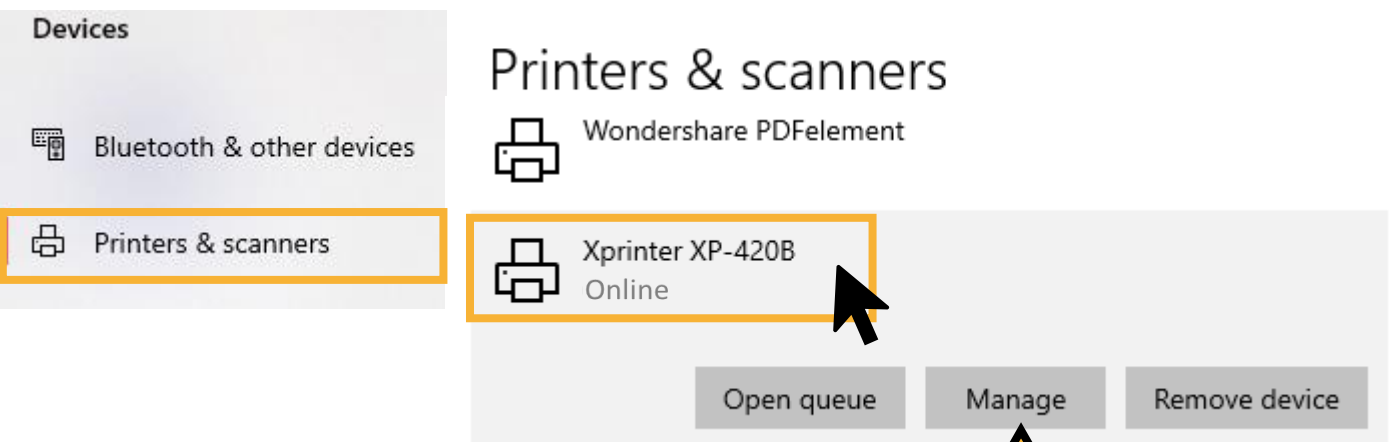 Devices
Bluetooth & other devices
Printers & scanners
Printers & scanners
Wondershare PDFelement
Xprinter XP-420B
Online
Open queue
Manage
Remove device